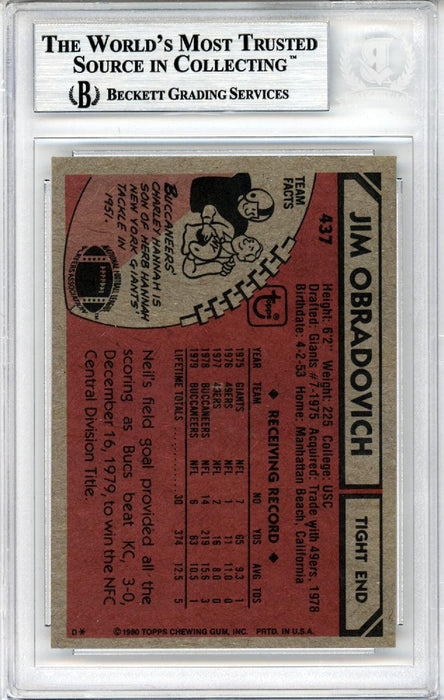 THE WORLD'S MOST TRUSTED
SOURCE IN COLLECTING™
B BECKETT GRADING SERVICES
JIM OBRADOVICH
TIGHT END
437
Height: 6'2" Weight: 225 College: USC
Drafted: Giants #7-1975 Acquired: Trade with 49ers, 1978
Birthdate: 4-2-53 Home: Manhattan Beach, California
TEAM
FACTS
BUCCANEERS'
CHARLEY HANNAH IS
SON OF HERB HANNAH
NEW YORK GIANTS'
TACKLE IN
1951.
topps
◆ RECEIVING RECORD ◆
YEAR TEAM NO YDS AVG TDS
1975 GIANTS NFL 7 65 9.3 1
1976 49ERS NFL 1 11 11.0 0
1977 49ERS NFL 2 16 8.0 0
1978 BUCCANEERS NFL 14 219 15.6 3
1979 BUCCANEERS NFL 6 63 10.5 1
LIFETIME TOTALS 30 374 12.5 5
Neil's field goal provided all the
scoring as Bucs beat KC, 3-0,
December 16, 1979, to win the NFC
Central Division Title.
D*
© 1980 TOPPS CHEWING GUM, INC. PRTD. IN U.S.A.